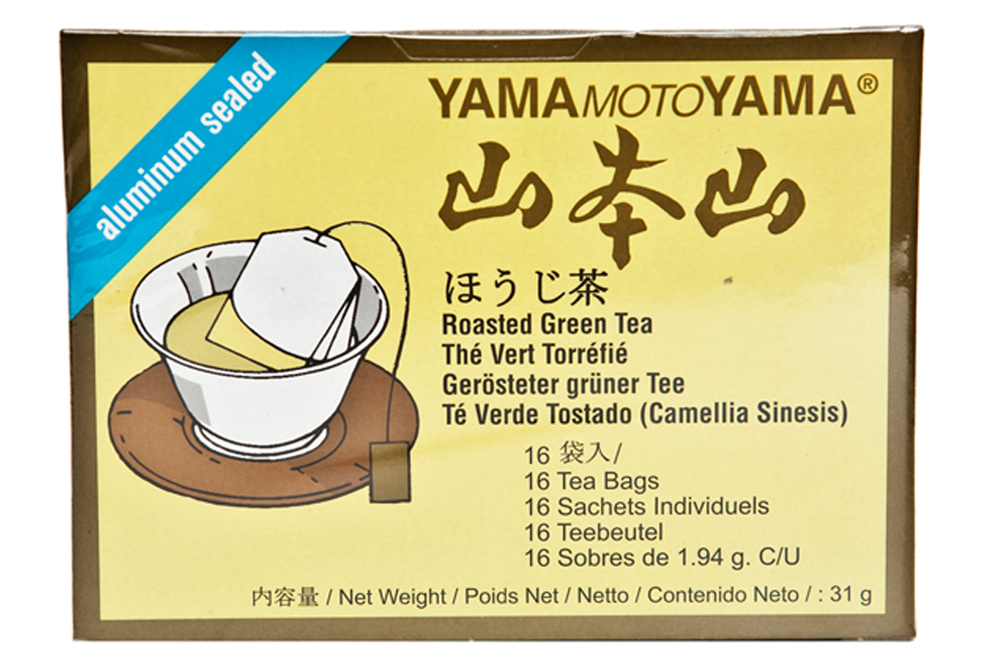 aluminum sealed
YAMAMOTOYAMA®
山本山
ほうじ茶
Roasted Green Tea
Thé Vert Torréfié
Gerösteter grüner Tee
Té Verde Tostado (Camellia Sinesis)
16 袋入/
16 Tea Bags
16 Sachets Individuels
16 Teebeutel
16 Sobres de 1.94 g. C/U
内容量 / Net Weight / Poids Net / Netto / Contenido Neto / : 31 g